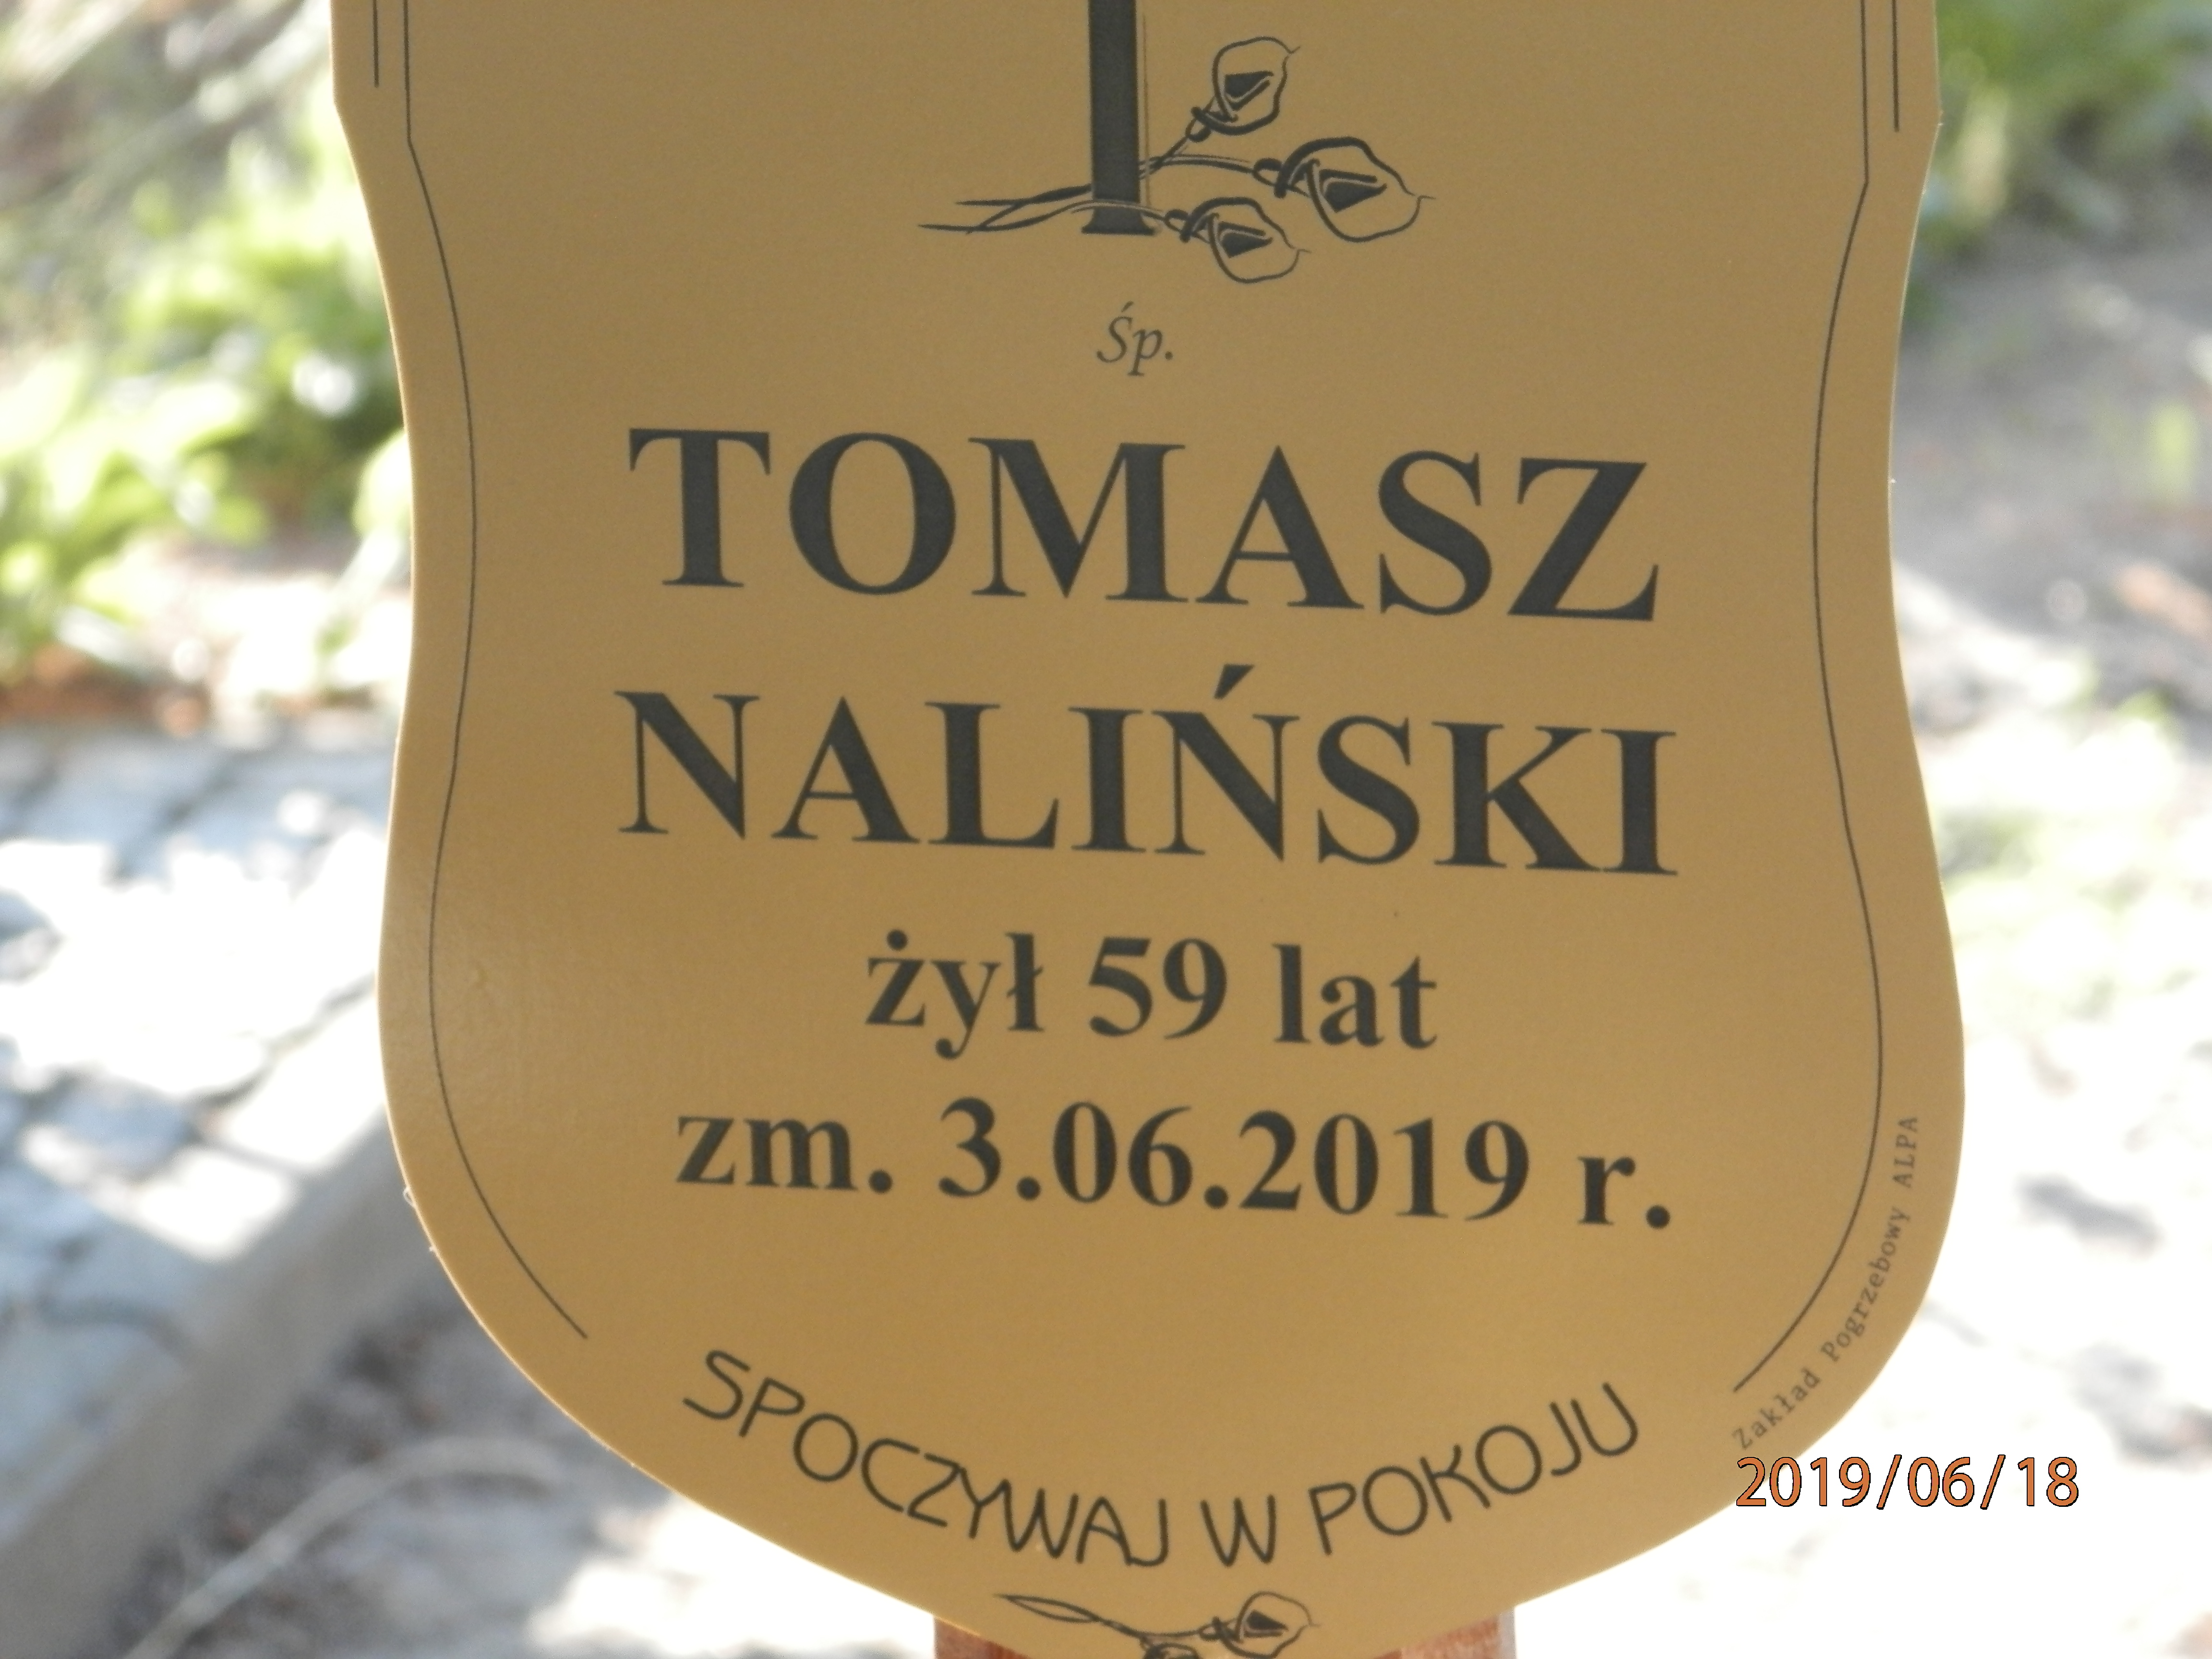 Śp.
TOMASZ
NALIŃSKI
żył 59 lat
zm. 3.06.2019 r.
SPOCZYWAJ W POKOJU
Zakład Pogrzebowy ALPA
2019/06/18